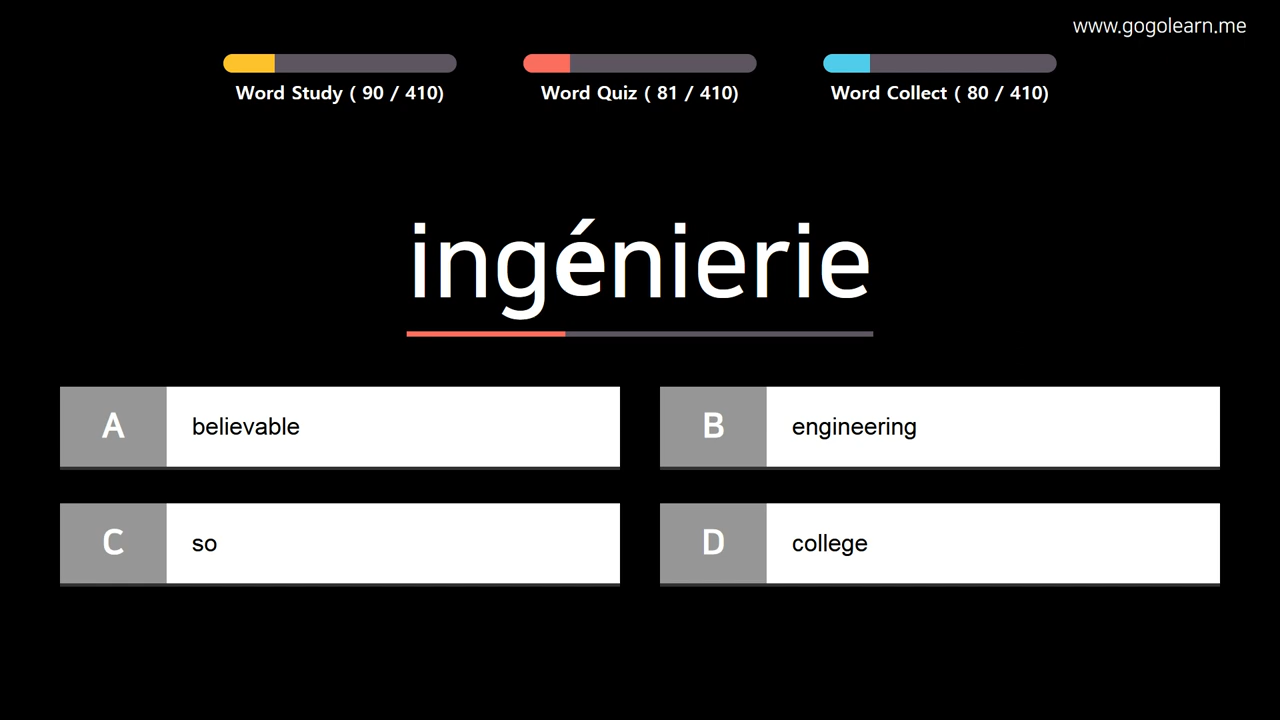 www.gogolearn.me
Word Study ( 90 / 410)
Word Quiz ( 81 / 410)
Word Collect ( 80 / 410)
ingénierie
A believable
B engineering
C so
D college